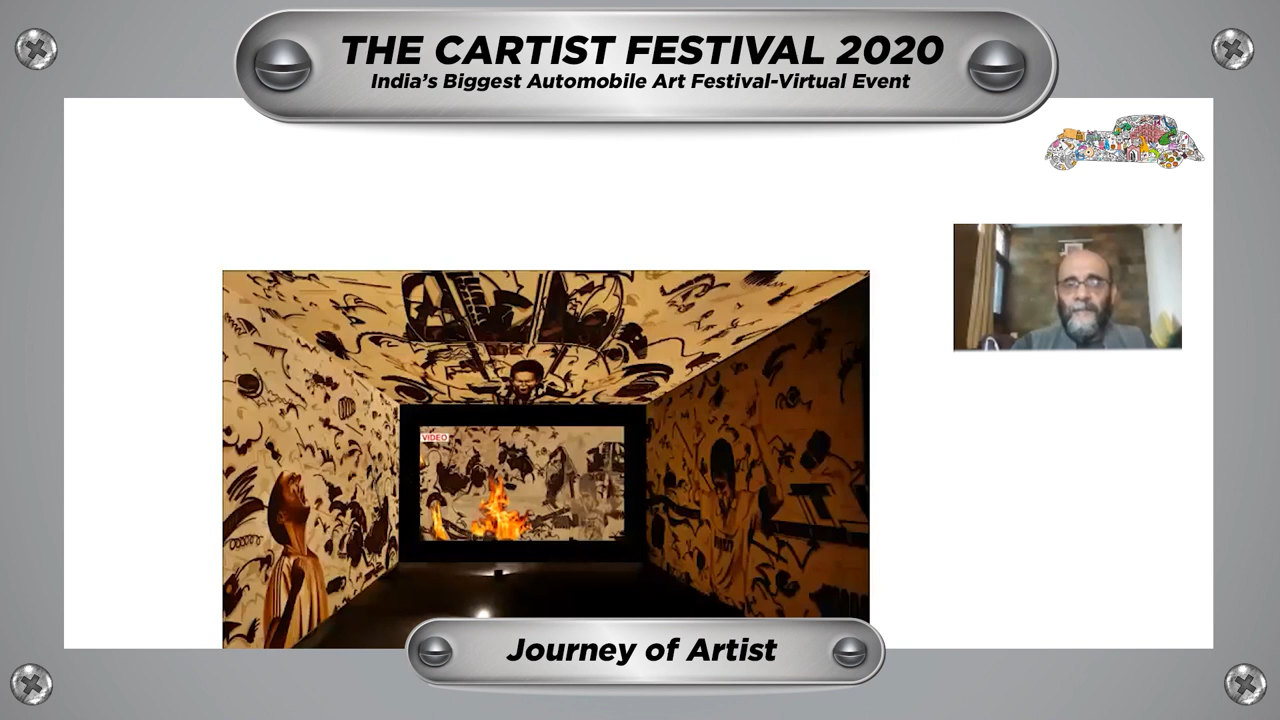 THE CARTIST FESTIVAL 2020
India's Biggest Automobile Art Festival-Virtual Event
VIDEO
Journey of Artist